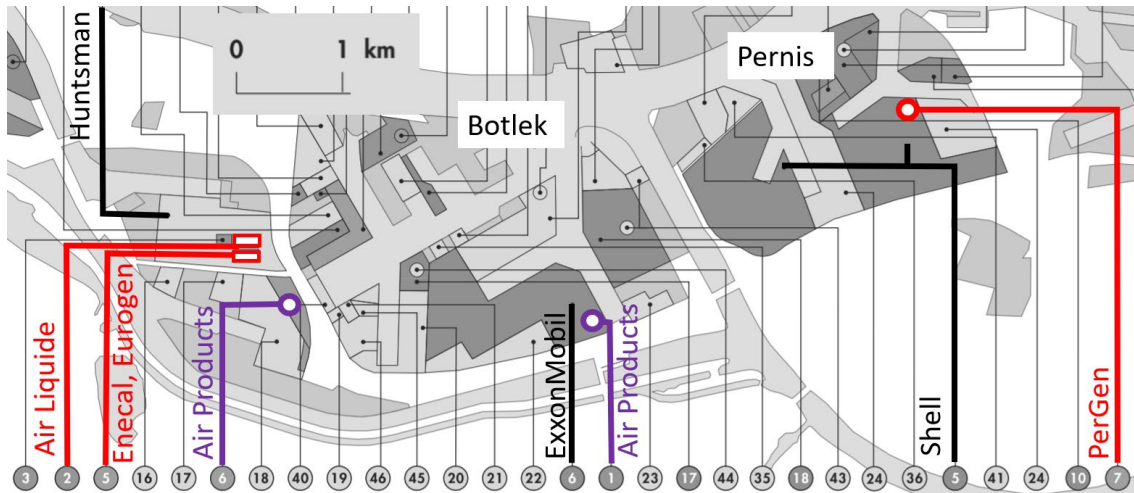 0 1 km
Pernis
Botlek
Huntsman
Air Liquide
Enecal, Eurogen
Air Products
ExxonMobil
Air Products
Shell
PerGen
3 2 5 16 17 6 18 40 19 46 45 20 21 22 6 1 23 17 44 35 18 43 24 36 5 41 24 10 7